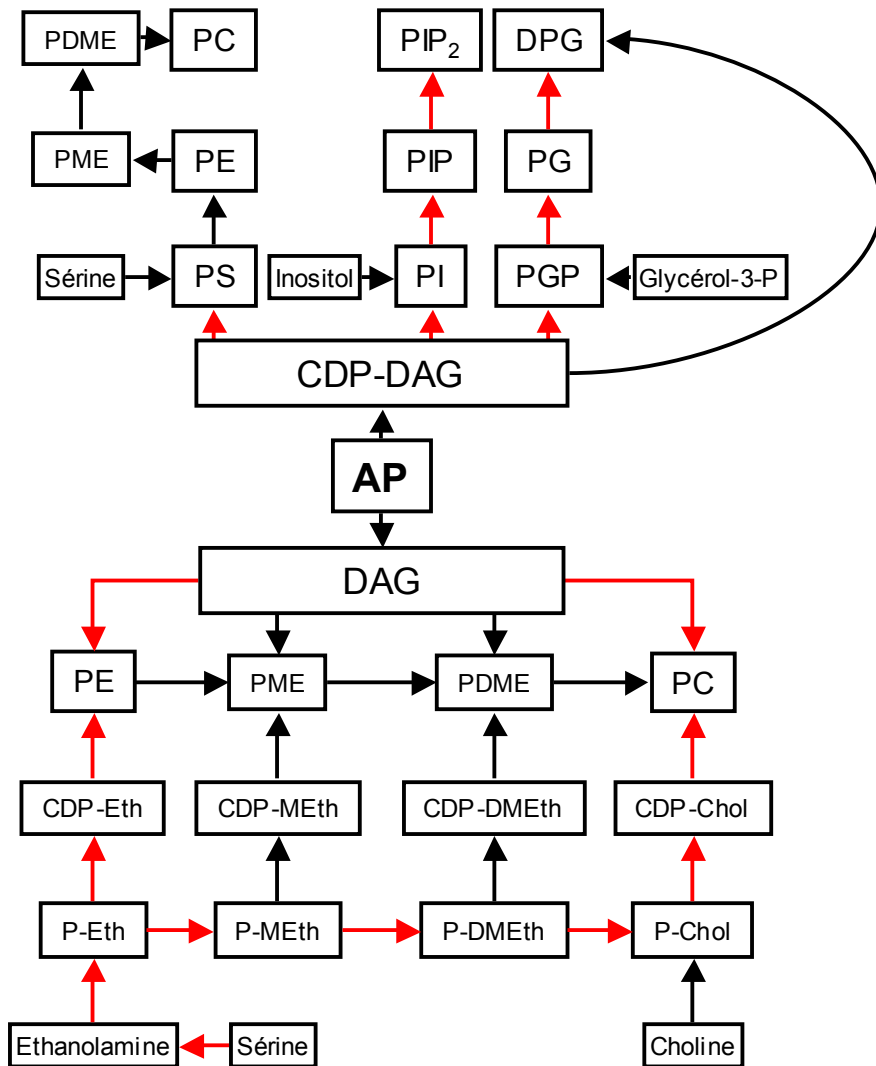 PDME PC PIP₂ DPG
PME PE PIP PG
Sérine PS Inositol PI PGP Glycérol-3-P
CDP-DAG
AP
DAG
PE PME PDME PC
CDP-Eth CDP-MEth CDP-DMEth CDP-Chol
P-Eth P-MEth P-DMEth P-Chol
Ethanolamine Sérine Choline